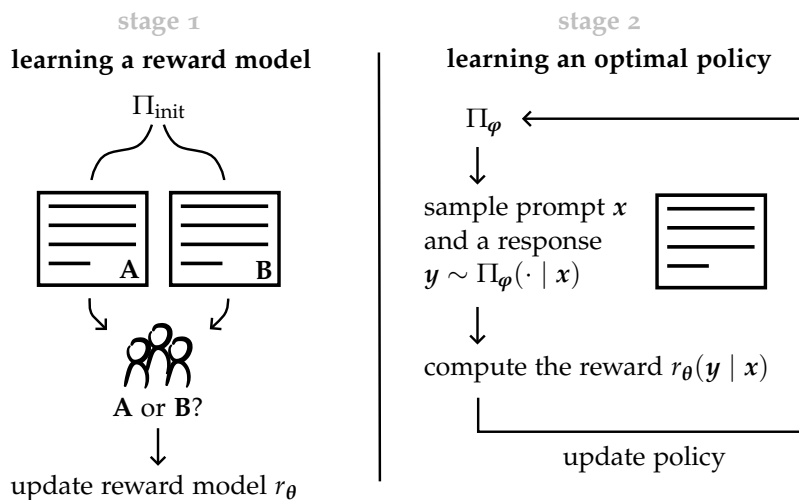 stage 1
learning a reward model
Π_init
A
B
A or B?
update reward model r_θ
stage 2
learning an optimal policy
Π_φ
sample prompt x
and a response
y ∼ Π_φ(· | x)
compute the reward r_θ(y | x)
update policy